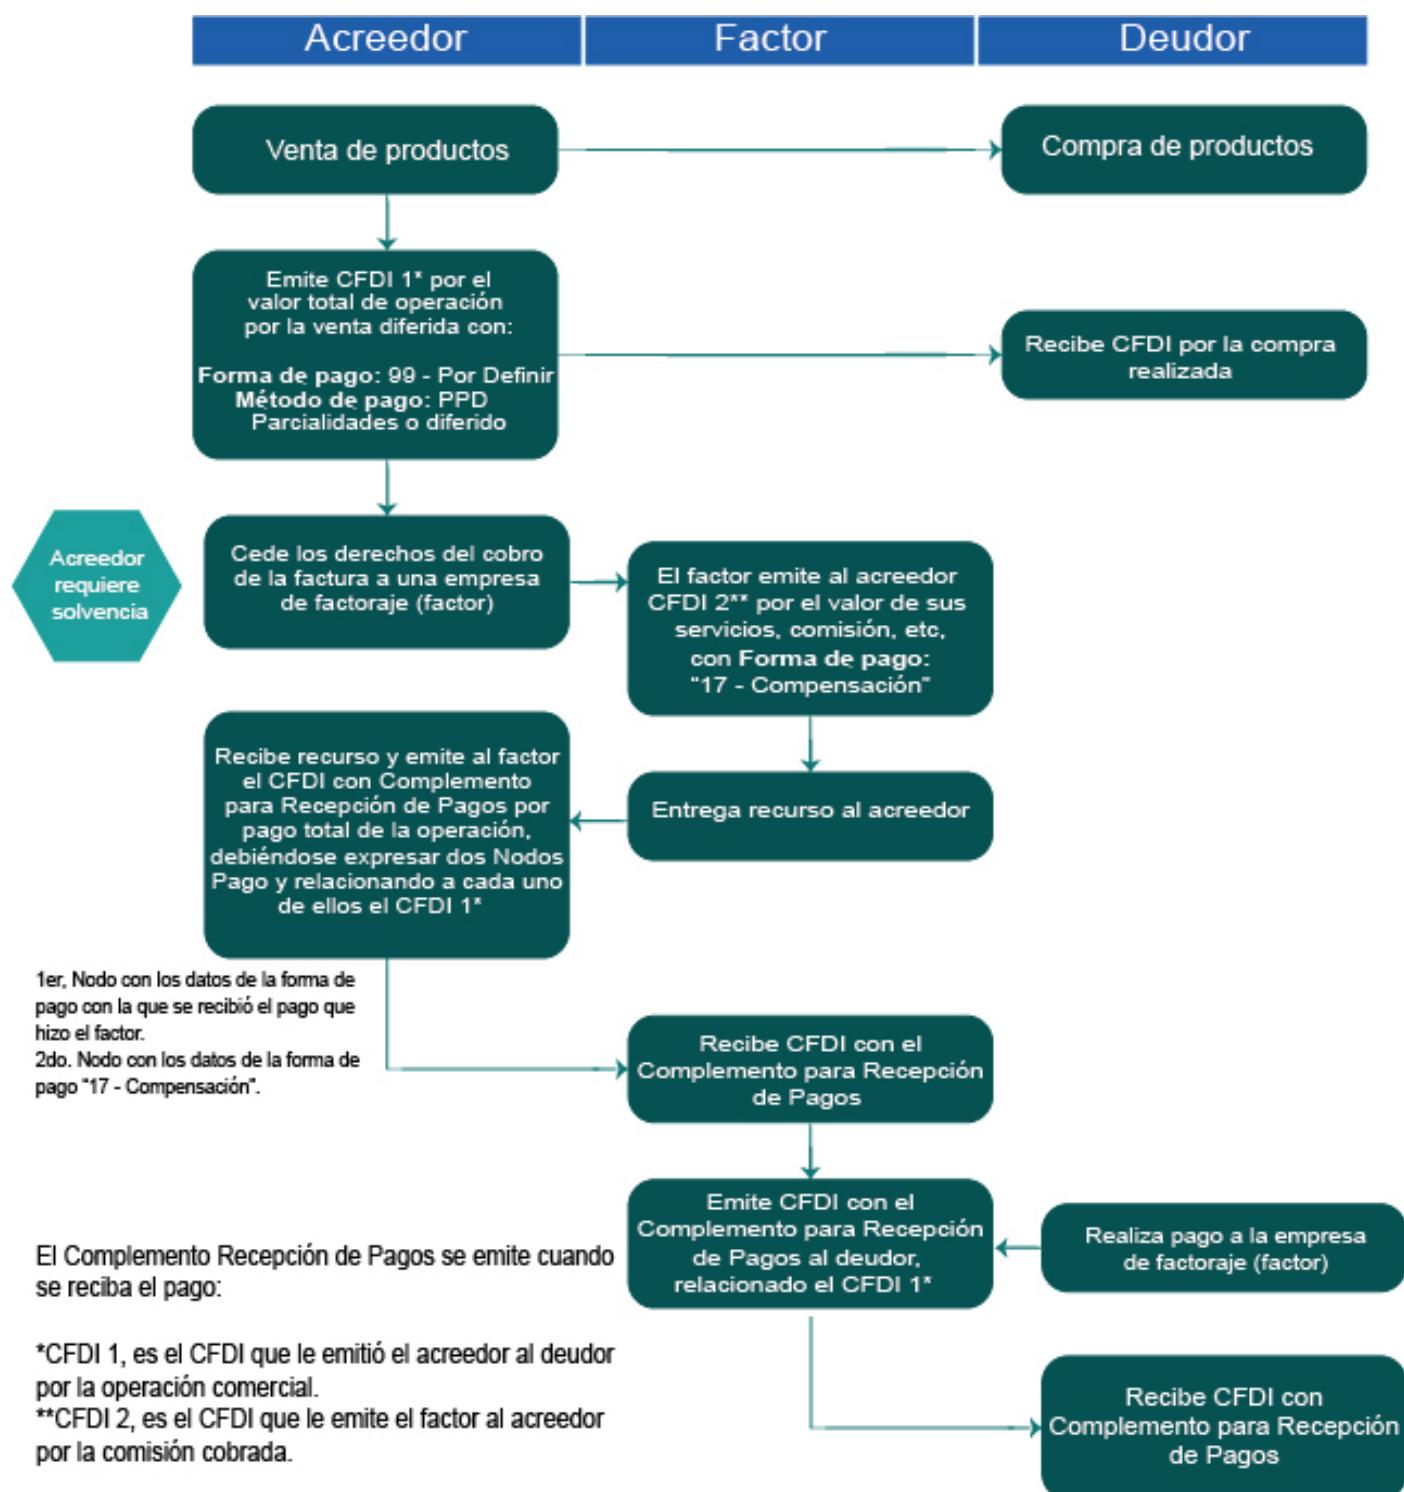 Acreedor
Factor
Deudor
Venta de productos
Compra de productos
Emite CFDI 1* por el
valor total de operación
por la venta diferida con:
Forma de pago: 99 - Por Definir
Método de pago: PPD
Parcialidades o diferido
Recibe CFDI por la compra
realizada
Acreedor
requiere
solvencia
Cede los derechos del cobro
de la factura a una empresa
de factoraje (factor)
El factor emite al acreedor
CFDI 2** por el valor de sus
servicios, comisión, etc,
con Forma de pago:
"17 - Compensación"
Recibe recurso y emite al factor
el CFDI con Complemento
para Recepción de Pagos por
pago total de la operación,
debiéndose expresar dos Nodos
Pago y relacionando a cada uno
de ellos el CFDI 1*
Entrega recurso al acreedor
1er, Nodo con los datos de la forma de
pago con la que se recibió el pago que
hizo el factor.
2do. Nodo con los datos de la forma de
pago "17 - Compensación".
Recibe CFDI con el
Complemento para Recepción
de Pagos
Emite CFDI con el
Complemento para Recepción
de Pagos al deudor,
relacionado el CFDI 1*
Realiza pago a la empresa
de factoraje (factor)
El Complemento Recepción de Pagos se emite cuando
se reciba el pago:
*CFDI 1, es el CFDI que le emitió el acreedor al deudor
por la operación comercial.
**CFDI 2, es el CFDI que le emite el factor al acreedor
por la comisión cobrada.
Recibe CFDI con
Complemento para Recepción
de Pagos